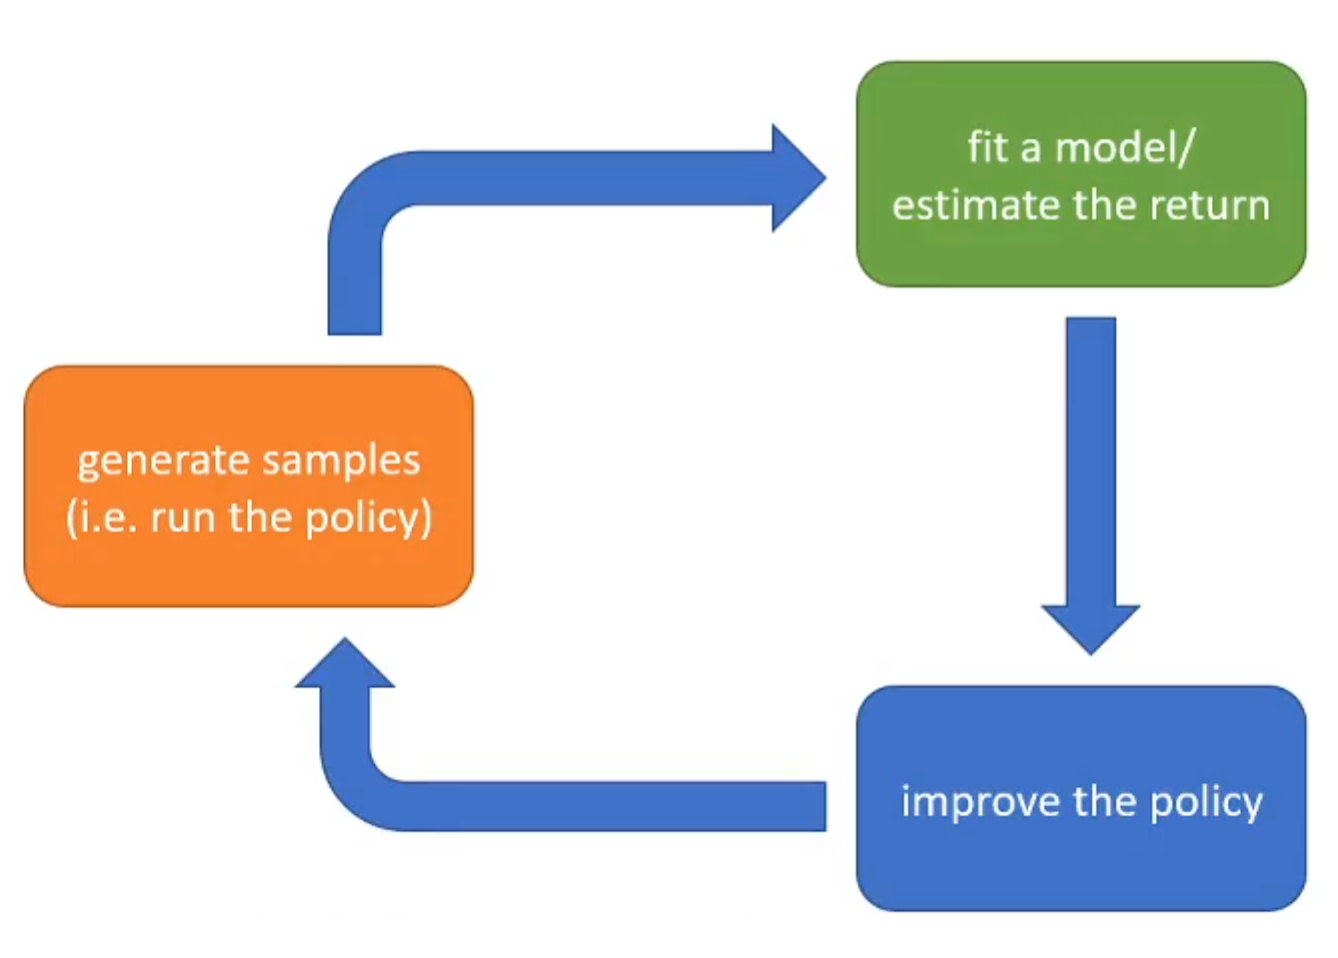 fit a model/
estimate the return
generate samples
(i.e. run the policy)
improve the policy